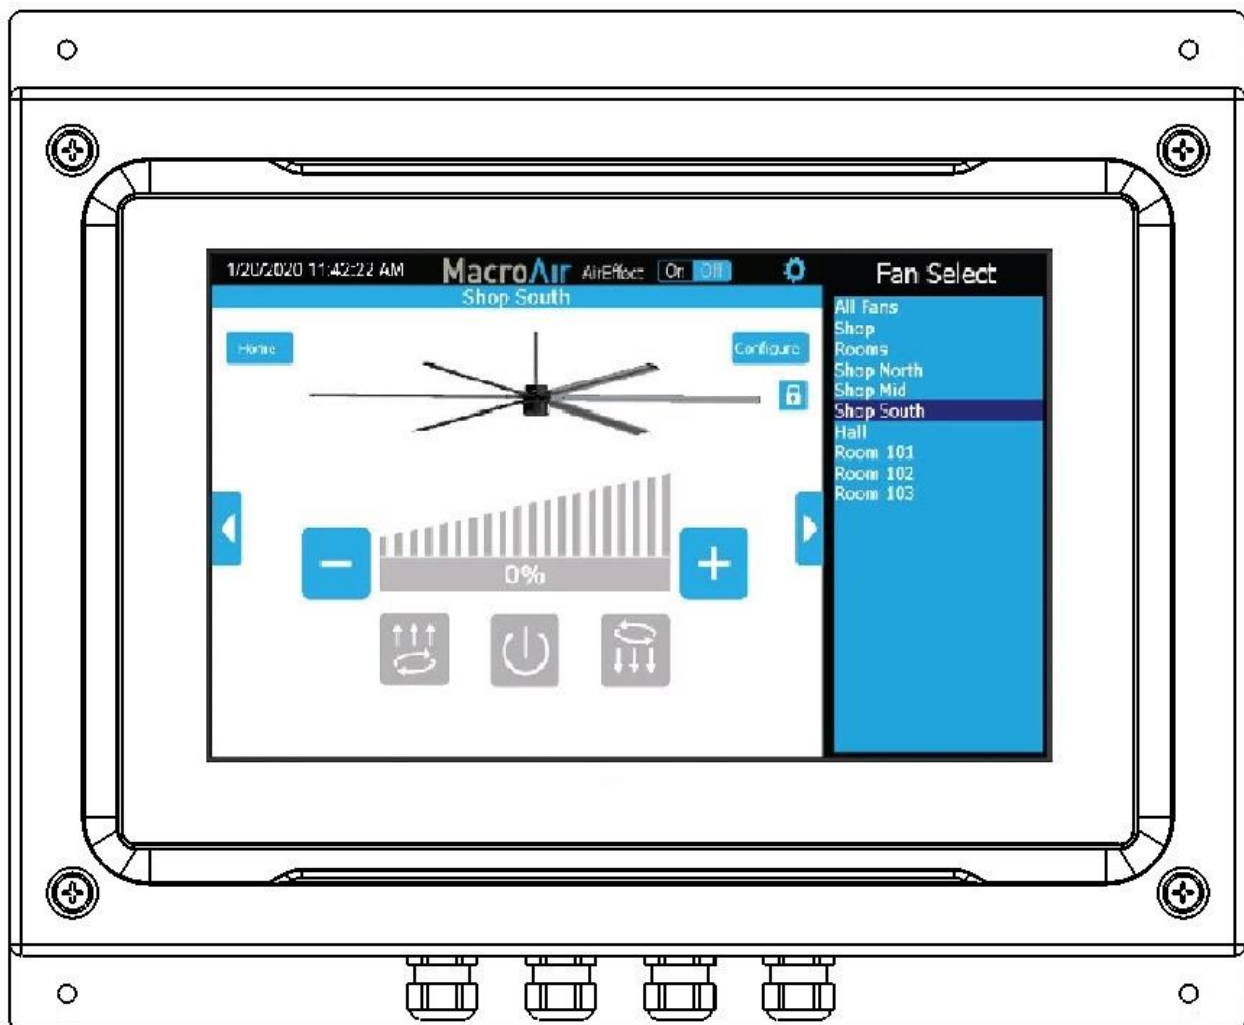 1/20/2020 11:42:22 AM MacroAir AirEffect On Off Fan Select
Shop South
Home
Configure
0%
All Fans
Shop
Rooms
Shop North
Shop Mid
Shop South
Hall
Room 101
Room 102
Room 103